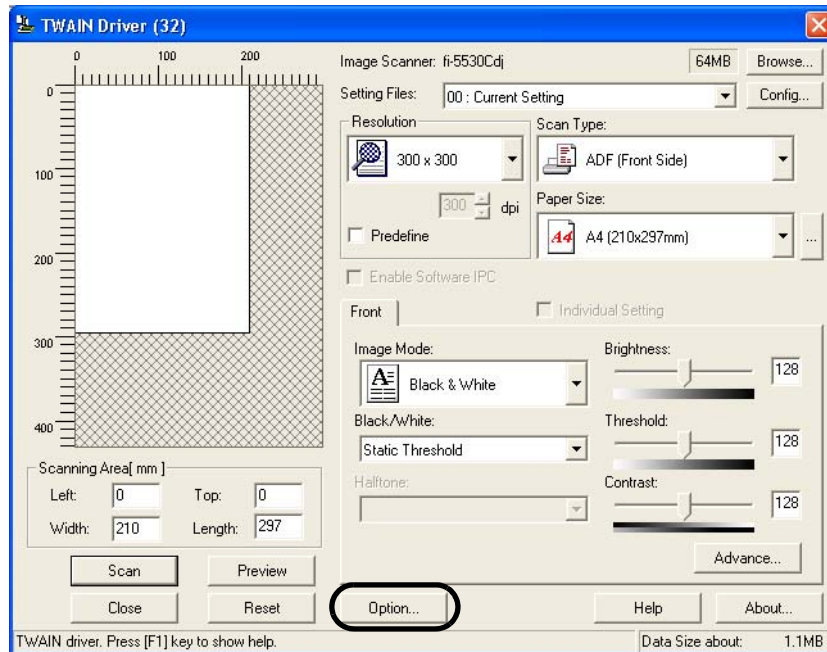 TWAIN Driver (32)
0 100 200
0
100
200
300
400
Image Scanner: fi-5530Cdj 64MB Browse...
Setting Files: 00 : Current Setting Config...
Resolution
300 x 300
300 dpi
Predefine
Scan Type:
ADF (Front Side)
Paper Size:
A4 A4 (210x297mm) ...
Enable Software IPC
Front Individual Setting
Image Mode:
A Black & White
Black/White:
Static Threshold
Halftone:
Brightness:
128
Threshold:
128
Contrast:
128
Advance...
Scanning Area[ mm ]
Left: 0 Top: 0
Width: 210 Length: 297
Scan Preview
Close Reset Option... Help About...
TWAIN driver. Press [F1] key to show help. Data Size about: 1.1MB